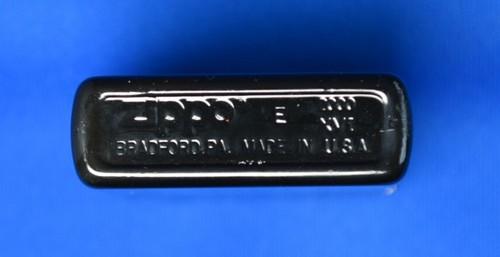 ZIPPO E
BRADFORD, PA. MADE IN U.S.A.